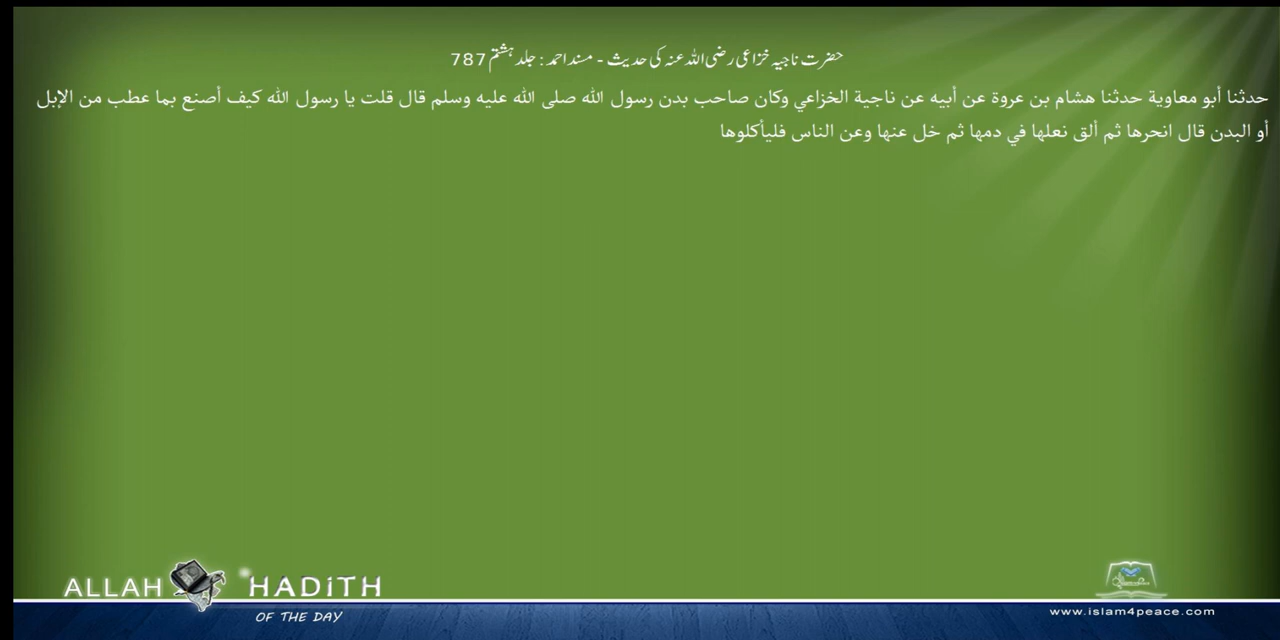 حضرت ناجیہ خزاعی رضی اللہ عنہ کی حدیث - مسند احمد : جلد ہشتم 787
حدثنا أبو معاوية حدثنا هشام بن عروة عن أبيه عن ناجية الخزاعي وكان صاحب بدن رسول الله صلى الله عليه وسلم قال قلت يا رسول الله كيف أصنع بما عطب من الإبل
أو البدن قال انحرها ثم ألق نعلها في دمها ثم خل عنها وعن الناس فليأكلوها
ALLAH HADITH
OF THE DAY
www.islam4peace.com